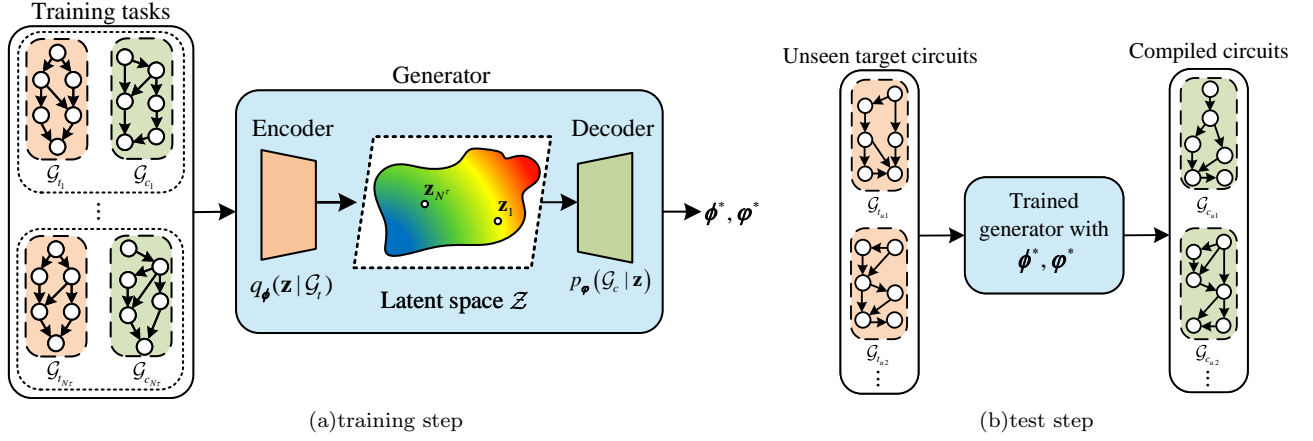 Training tasks
𝒢_{t_1} 𝒢_{c_1}
⋮
𝒢_{t_{Nτ}} 𝒢_{c_{Nτ}}
Generator
Encoder
Decoder
z_{N^τ}
z_1
q_ϕ(z | 𝒢_t)
Latent space 𝒵
p_φ(𝒢_c | z)
ϕ*, φ*
(a)training step
Unseen target circuits
𝒢_{t_{u1}}
𝒢_{t_{u2}}
⋮
Trained
generator with
ϕ*, φ*
Compiled circuits
𝒢_{c_{u1}}
𝒢_{c_{u2}}
⋮
(b)test step